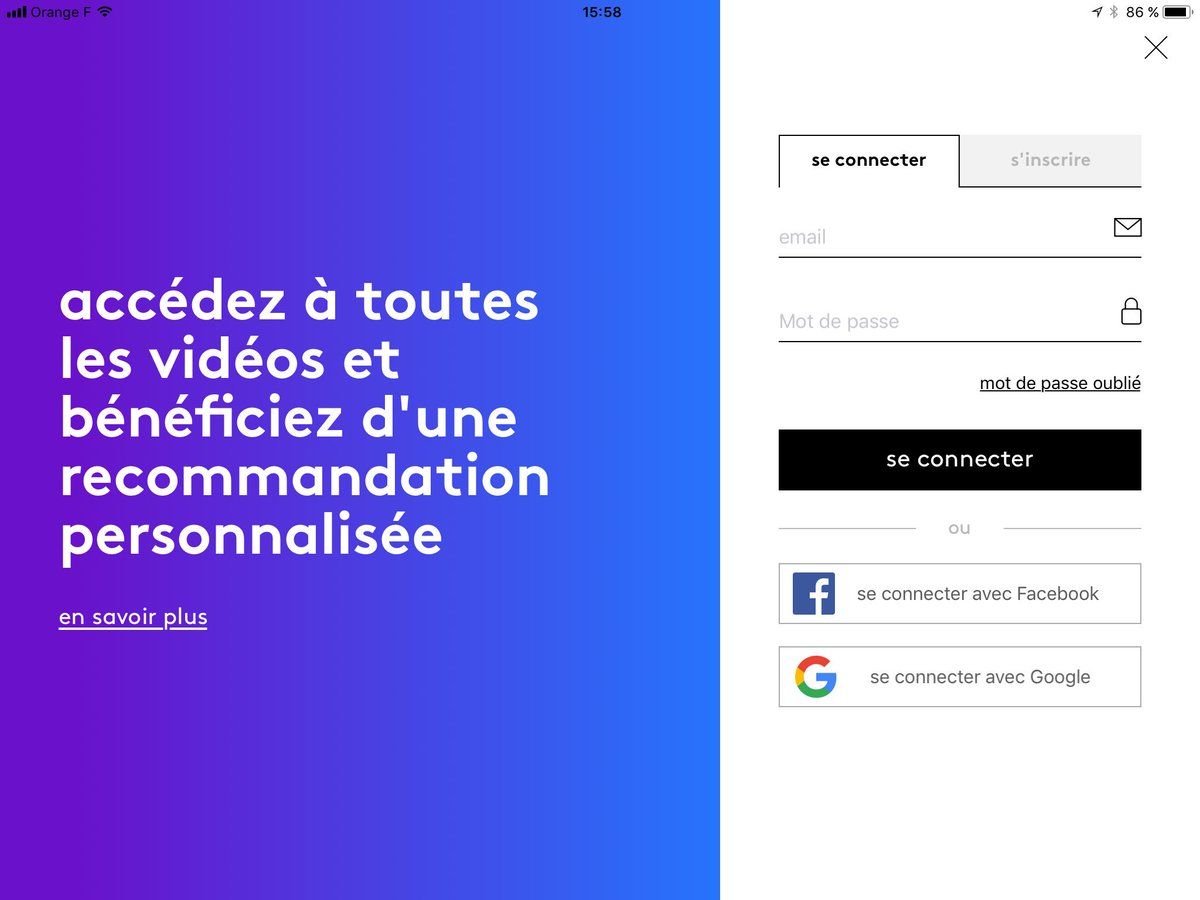 Orange F
15:58
86 %
accédez à toutes
les vidéos et
bénéficiez d'une
recommandation
personnalisée
en savoir plus
se connecter
s'inscrire
email
Mot de passe
mot de passe oublié
se connecter
ou
se connecter avec Facebook
se connecter avec Google